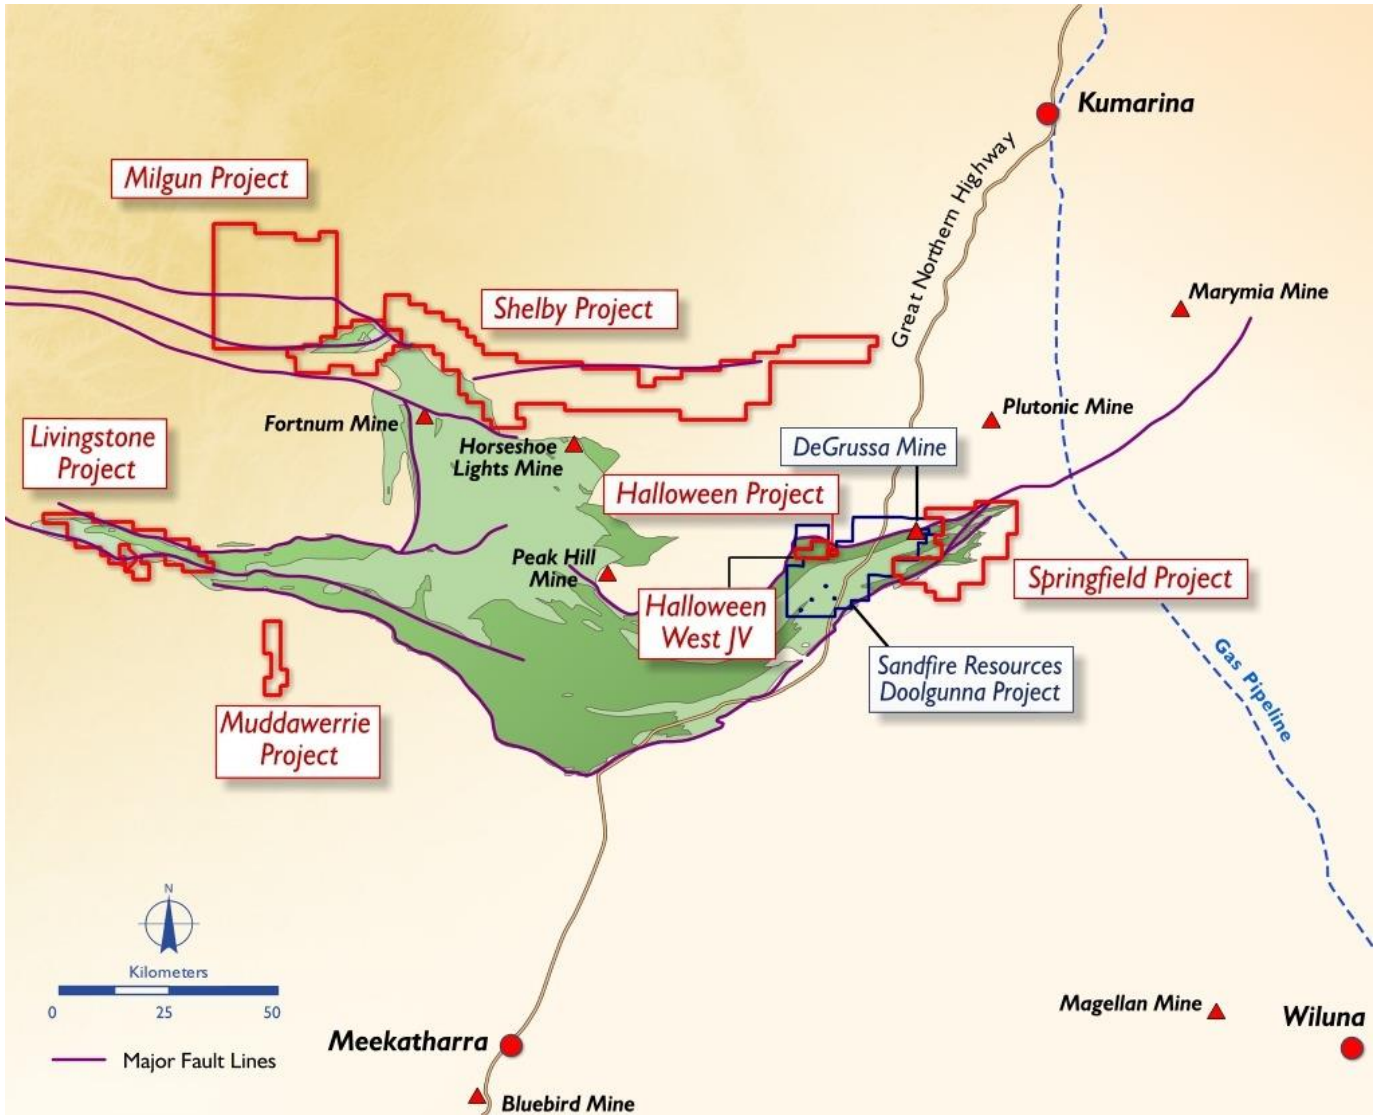 Kumarina
Milgun Project
Great Northern Highway
Marymia Mine
Shelby Project
Plutonic Mine
Fortnum Mine
Livingstone
Project
DeGrussa Mine
Horseshoe
Lights Mine
Halloween Project
Peak Hill
Mine
Springfield Project
Halloween
West JV
Gas Pipeline
Sandfire Resources
Doolgunna Project
Muddawerrie
Project
N
Kilometers
0 25 50
Magellan Mine
Wiluna
Meekatharra
Major Fault Lines
Bluebird Mine